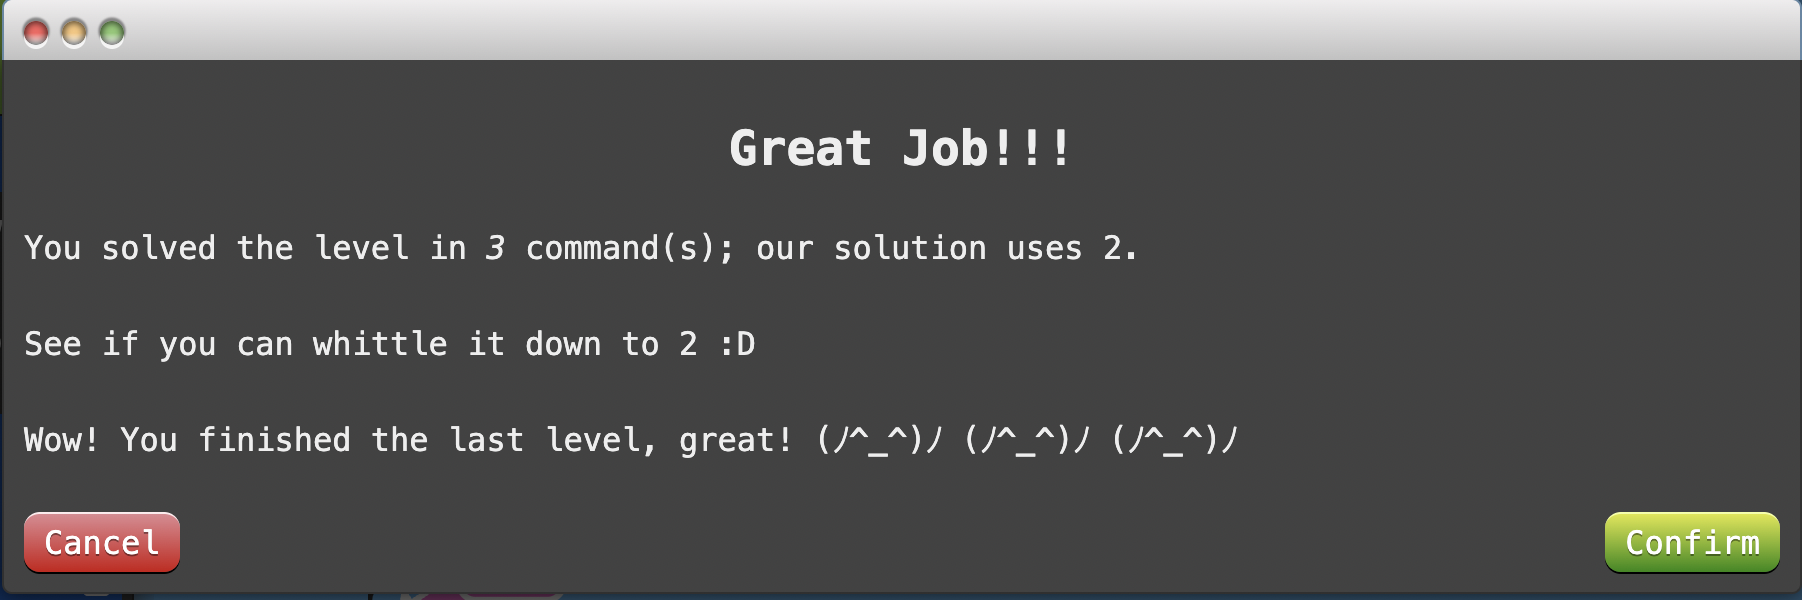 Great Job!!!
You solved the level in 3 command(s); our solution uses 2.
See if you can whittle it down to 2 :D
Wow! You finished the last level, great! (ﾉ^_^)ﾉ (ﾉ^_^)ﾉ (ﾉ^_^)ﾉ
Cancel
Confirm